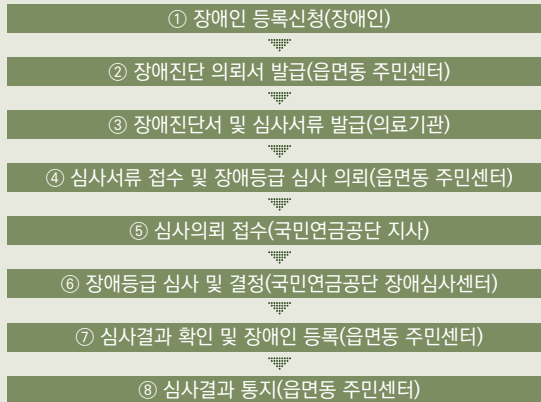 ① 장애인 등록신청(장애인)
② 장애진단 의뢰서 발급(읍면동 주민센터)
③ 장애진단서 및 심사서류 발급(의료기관)
④ 심사서류 접수 및 장애등급 심사 의뢰(읍면동 주민센터)
⑤ 심사의뢰 접수(국민연금공단 지사)
⑥ 장애등급 심사 및 결정(국민연금공단 장애심사센터)
⑦ 심사결과 확인 및 장애인 등록(읍면동 주민센터)
⑧ 심사결과 통지(읍면동 주민센터)